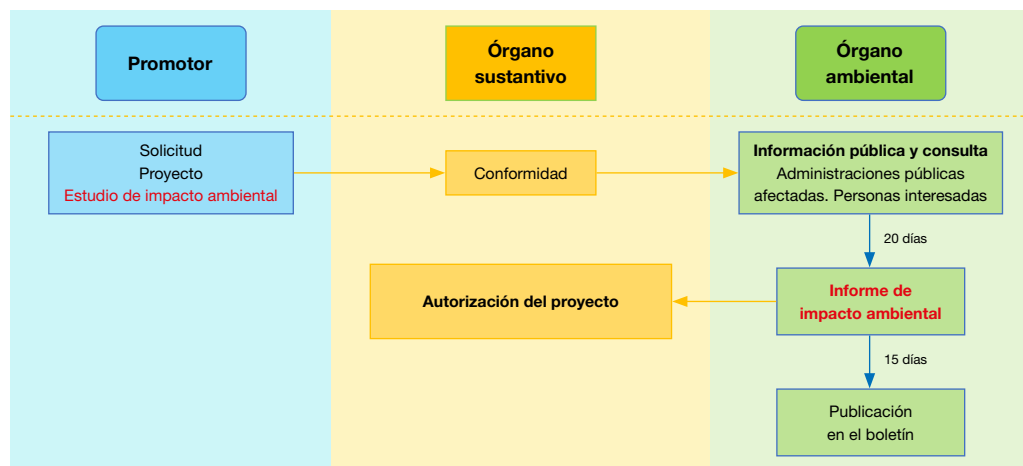 Promotor
Órgano
sustantivo
Órgano
ambiental
Solicitud
Proyecto
Estudio de impacto ambiental
Conformidad
Información pública y consulta
Administraciones públicas
afectadas. Personas interesadas
20 días
Autorización del proyecto
Informe de
impacto ambiental
15 días
Publicación
en el boletín